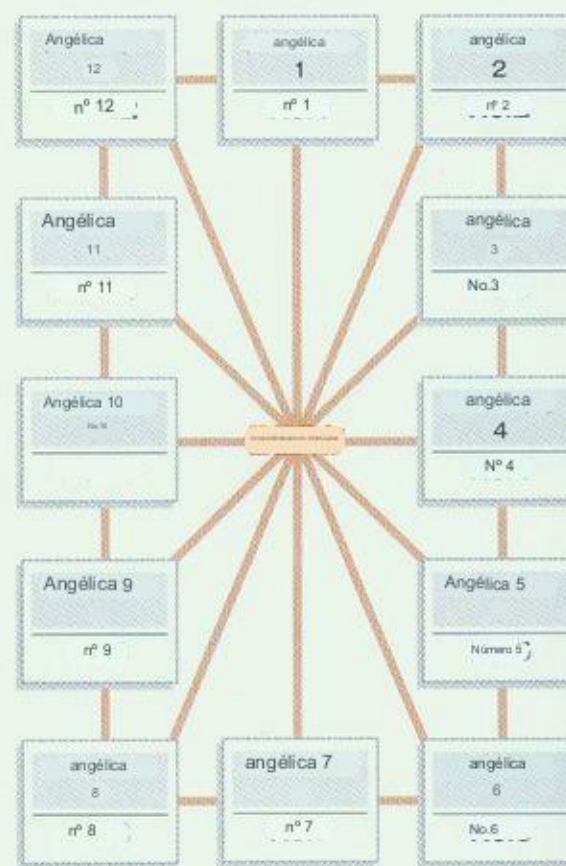 Angélica
12
nº 12
angélica
1
nº 1
angélica
2
nº 2
Angélica
11
nº 11
angélica
3
No.3
Angélica 10
No.10
angélica
4
Nº 4
Angélica 9
nº 9
Angélica 5
Número 5
angélica
8
nº 8
angélica 7
nº 7
angélica
6
No.6